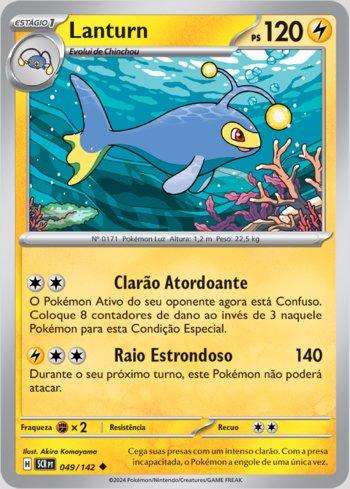 ESTÁGIO 1
Lanturn
PS 120
Evolui de Chinchou
Nº 0171 Pokémon Luz Altura: 1,2 m Peso: 22,5 kg
Clarão Atordoante
O Pokémon Ativo do seu oponente agora está Confuso.
Coloque 8 contadores de dano ao invés de 3 naquele
Pokémon para esta Condição Especial.
Raio Estrondoso 140
Durante o seu próximo turno, este Pokémon não poderá
atacar.
Fraqueza ×2 Resistência Recuo
Ilust. Akira Komayama
H SCR PT 049/142
Cega suas presas com um intenso clarão. Com a presa
incapacitada, o Pokémon a engole de uma única vez.
©2024 Pokémon/Nintendo/Creatures/GAME FREAK